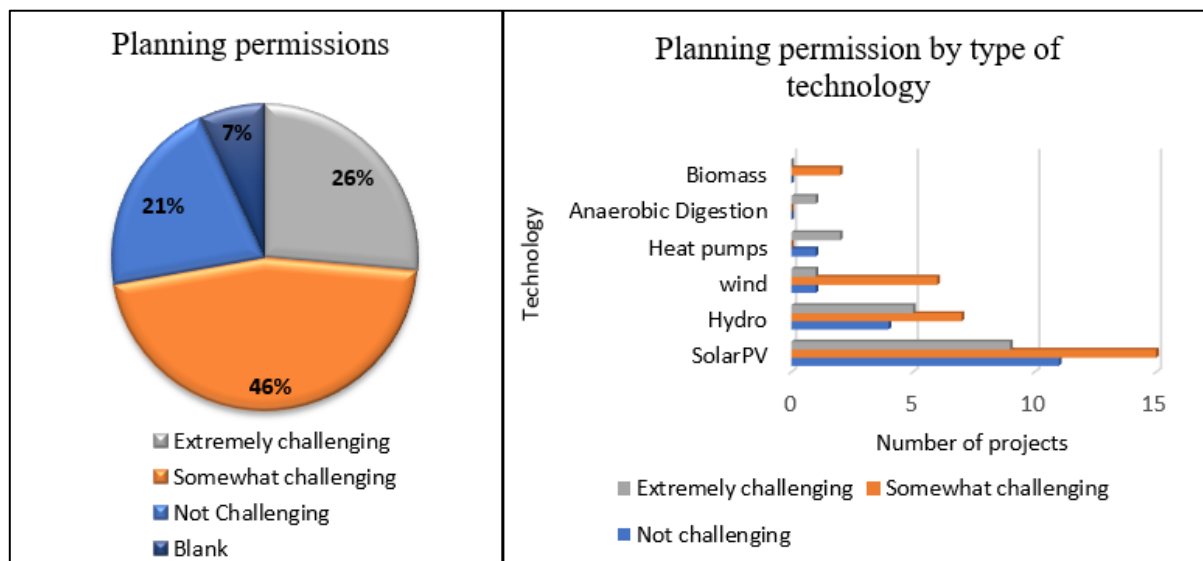 Planning permissions
7%
26%
21%
46%
Extremely challenging
Somewhat challenging
Not Challenging
Blank
Planning permission by type of
technology
Technology
Biomass
Anaerobic Digestion
Heat pumps
wind
Hydro
SolarPV
0 5 10 15
Number of projects
Extremely challenging Somewhat challenging
Not challenging